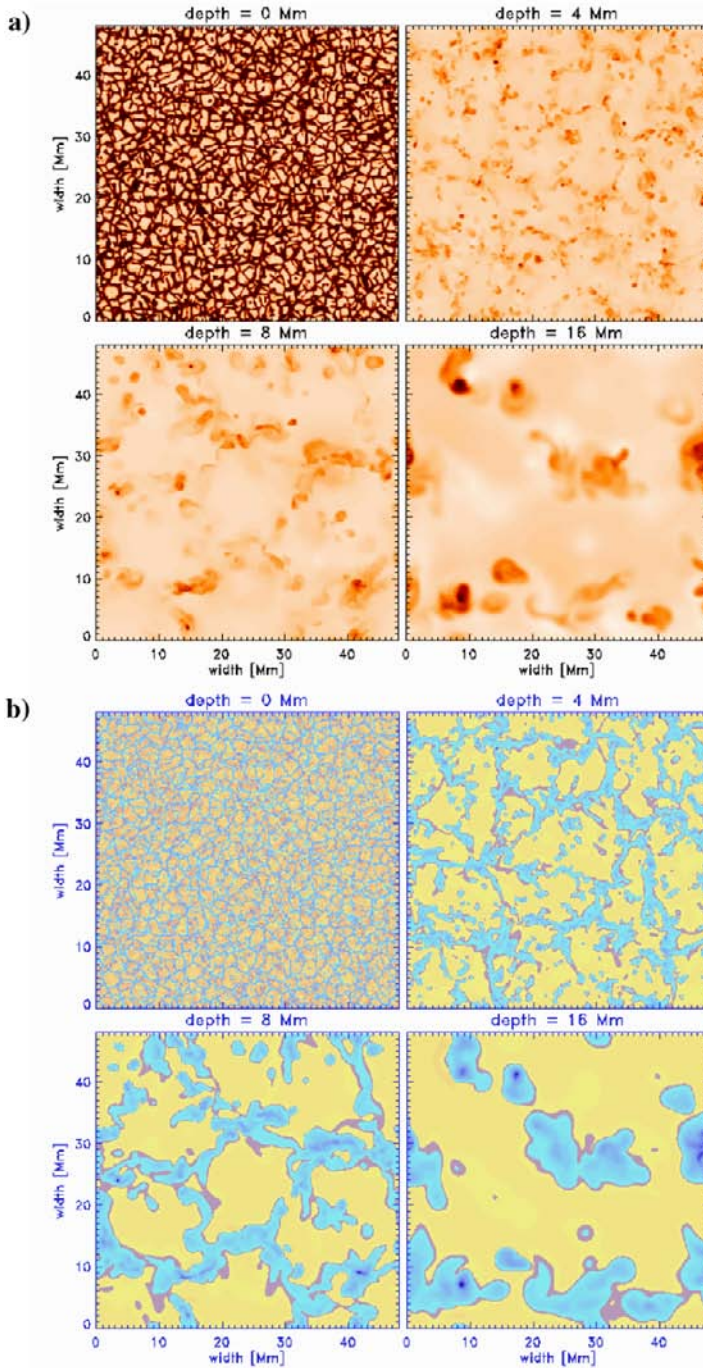 a)
depth = 0 Mm
depth = 4 Mm
width [Mm]
40
30
20
10
0
depth = 8 Mm
depth = 16 Mm
width [Mm]
40
30
20
10
0
0 10 20 30 40
0 10 20 30 40
width [Mm]
width [Mm]
b)
depth = 0 Mm
depth = 4 Mm
width [Mm]
40
30
20
10
0
depth = 8 Mm
depth = 16 Mm
width [Mm]
40
30
20
10
0
0 10 20 30 40
0 10 20 30 40
width [Mm]
width [Mm]